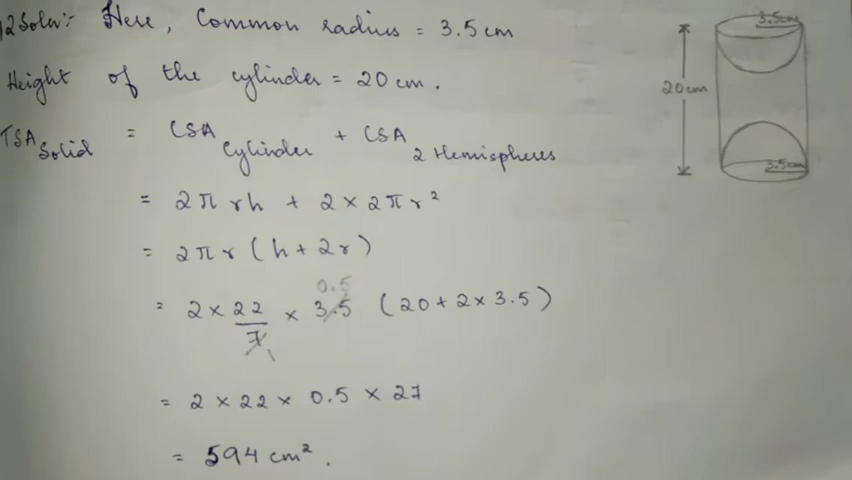 12 Soln:- Here, Common radius = 3.5 cm
Height of the cylinder = 20 cm.
TSA Solid = CSA Cylinder + CSA 2 Hemispheres
= 2πrh + 2 × 2πr²
= 2πr (h + 2r)
0.5
= 2 × 22/7 × 3.5 (20 + 2 × 3.5)
1
= 2 × 22 × 0.5 × 27
= 594 cm².
3.5cm
20cm
3.5cm